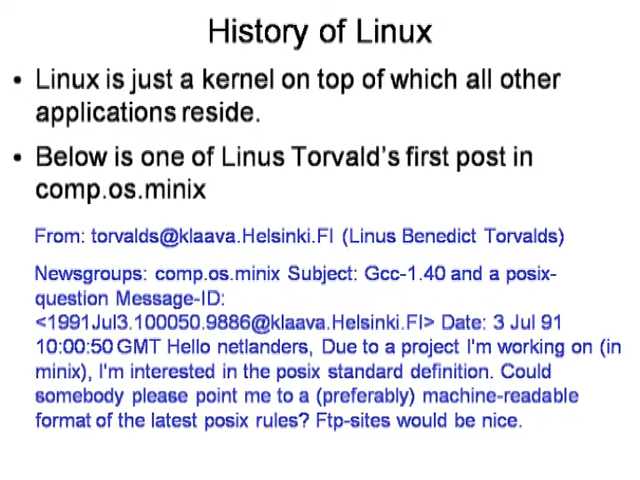 History of Linux
• Linux is just a kernel on top of which all other
applications reside.
• Below is one of Linus Torvald's first post in
comp.os.minix
From: torvalds@klaava.Helsinki.FI (Linus Benedict Torvalds)
Newsgroups: comp.os.minix Subject: Gcc-1.40 and a posix-
question Message-ID:
<1991Jul3.100050.9886@klaava.Helsinki.FI> Date: 3 Jul 91
10:00:50 GMT Hello netlanders, Due to a project I'm working on (in
minix), I'm interested in the posix standard definition. Could
somebody please point me to a (preferably) machine-readable
format of the latest posix rules? Ftp-sites would be nice.